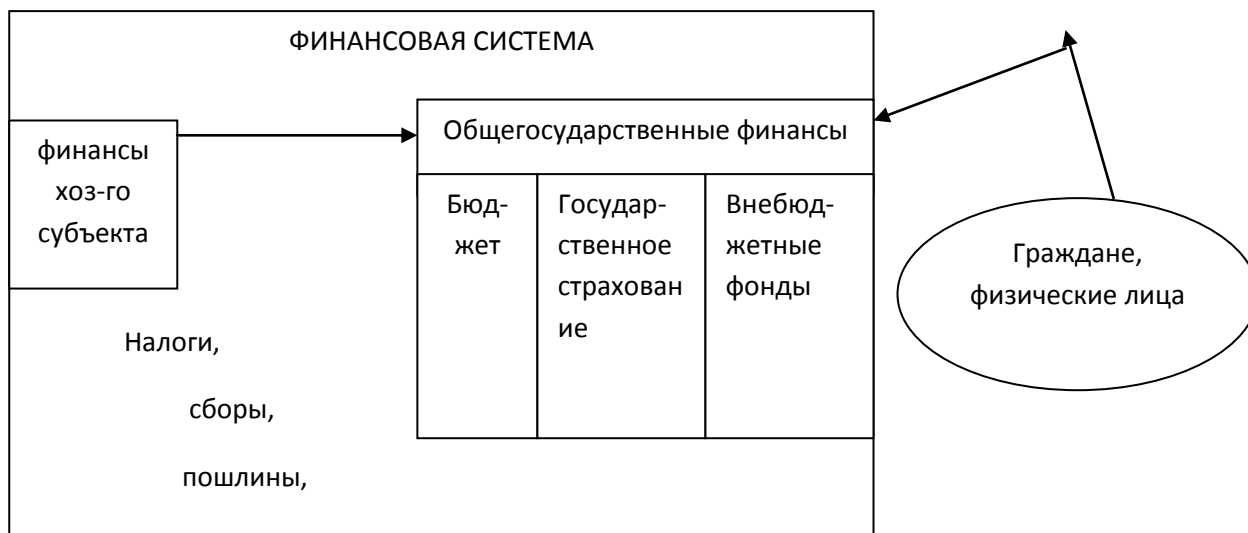 ФИНАНСОВАЯ СИСТЕМА
финансы
хоз-го
субъекта
Общегосударственные финансы
Бюд-
жет
Государ-
ственное
страхован
ие
Внебюд-
жетные
фонды
Граждане,
физические лица
Налоги,
сборы,
пошлины,